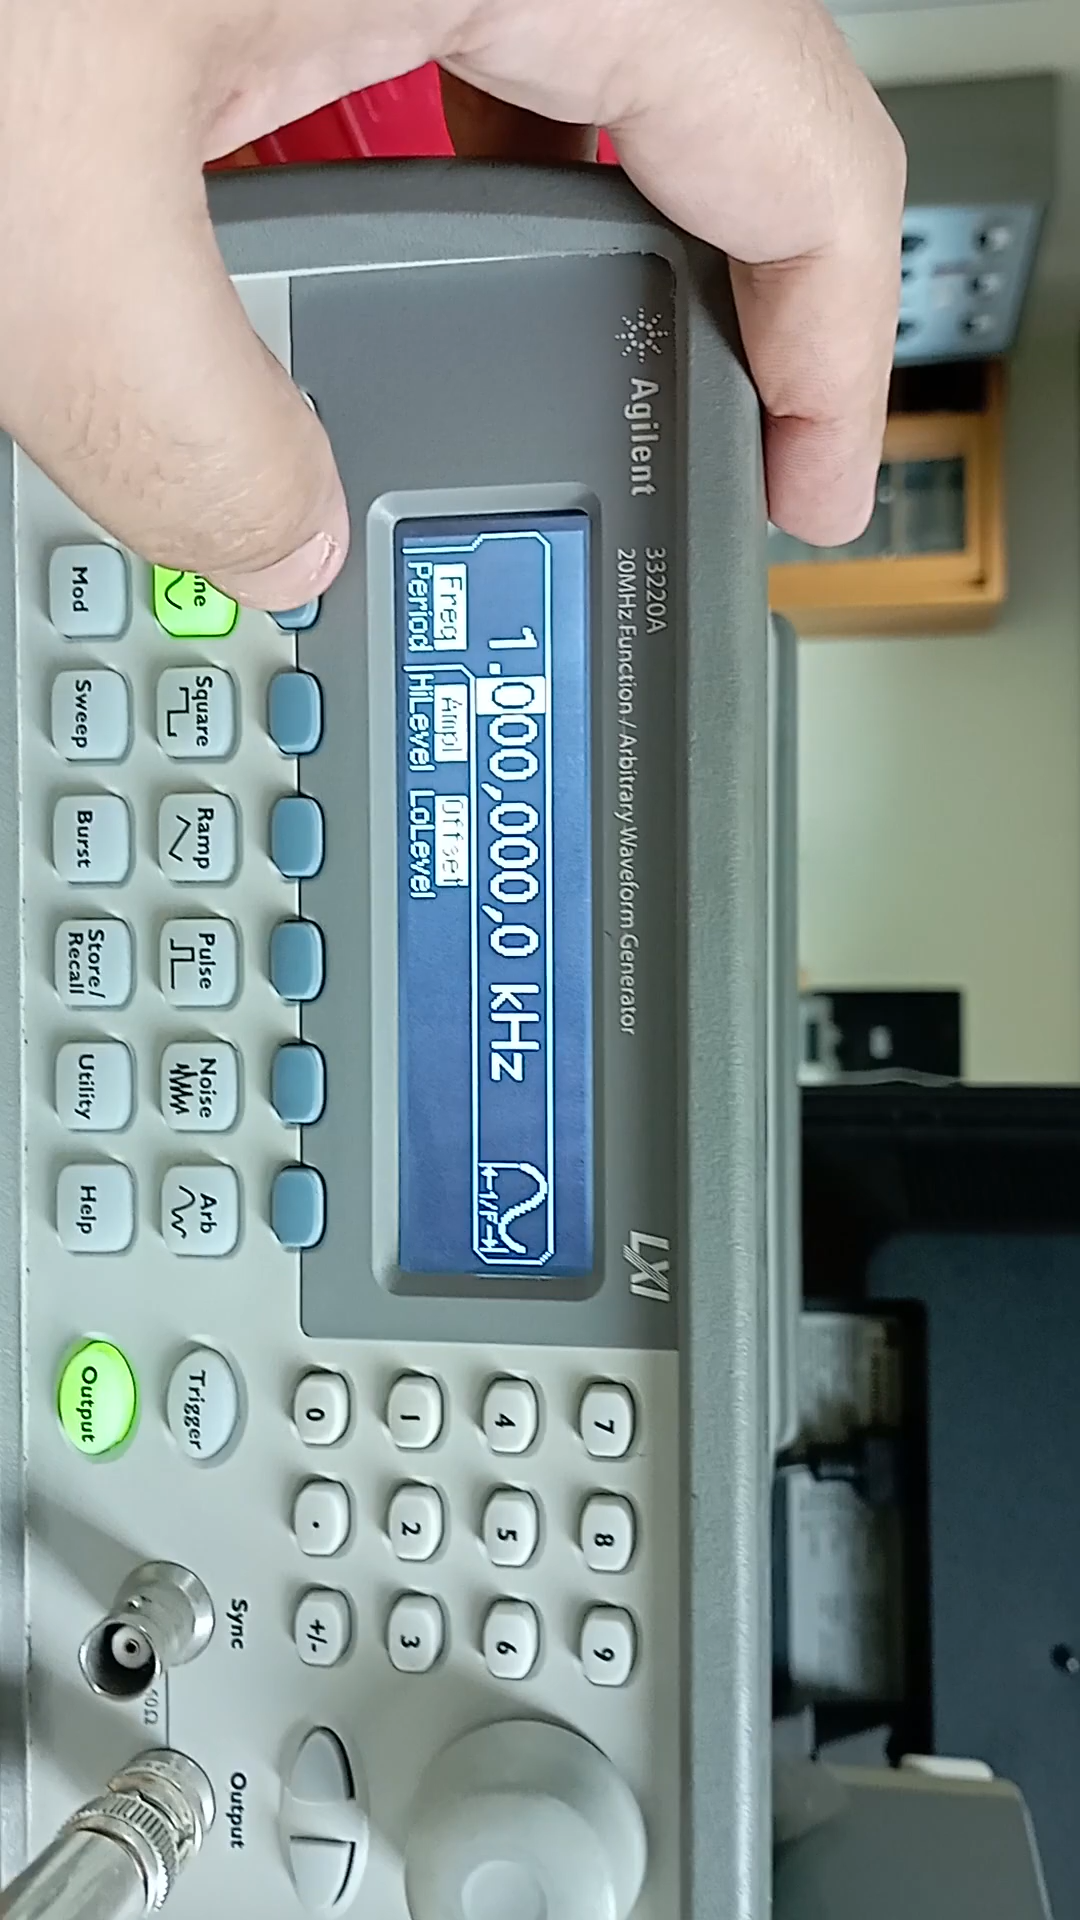 Agilent
33220A
20MHz Function / Arbitrary Waveform Generator
LXI
1.000,000,0 kHz
1/F
Freq Ampl Offset
Period HiLevel LoLevel
Square Ramp Pulse Noise Arb
Mod Sweep Burst Store/
Recall Utility Help
Trigger
Output
7 8 9
4 5 6
1 2 3
0 . +/-
Sync
Output